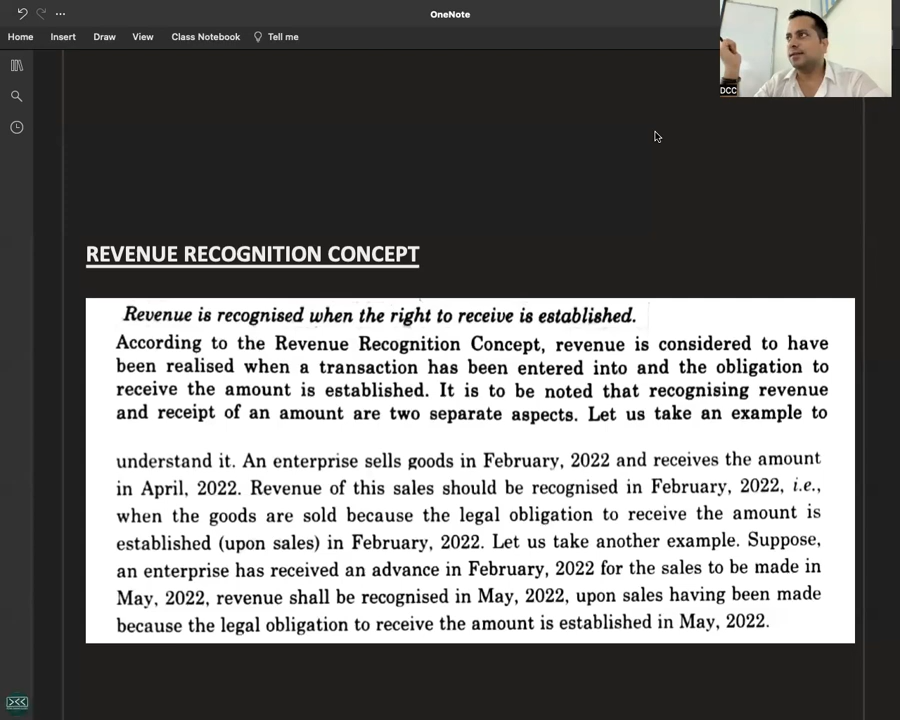 OneNote
Home Insert Draw View Class Notebook Tell me
DCC
REVENUE RECOGNITION CONCEPT
Revenue is recognised when the right to receive is established.
According to the Revenue Recognition Concept, revenue is considered to have
been realised when a transaction has been entered into and the obligation to
receive the amount is established. It is to be noted that recognising revenue
and receipt of an amount are two separate aspects. Let us take an example to
understand it. An enterprise sells goods in February, 2022 and receives the amount
in April, 2022. Revenue of this sales should be recognised in February, 2022, i.e.,
when the goods are sold because the legal obligation to receive the amount is
established (upon sales) in February, 2022. Let us take another example. Suppose,
an enterprise has received an advance in February, 2022 for the sales to be made in
May, 2022, revenue shall be recognised in May, 2022, upon sales having been made
because the legal obligation to receive the amount is established in May, 2022.